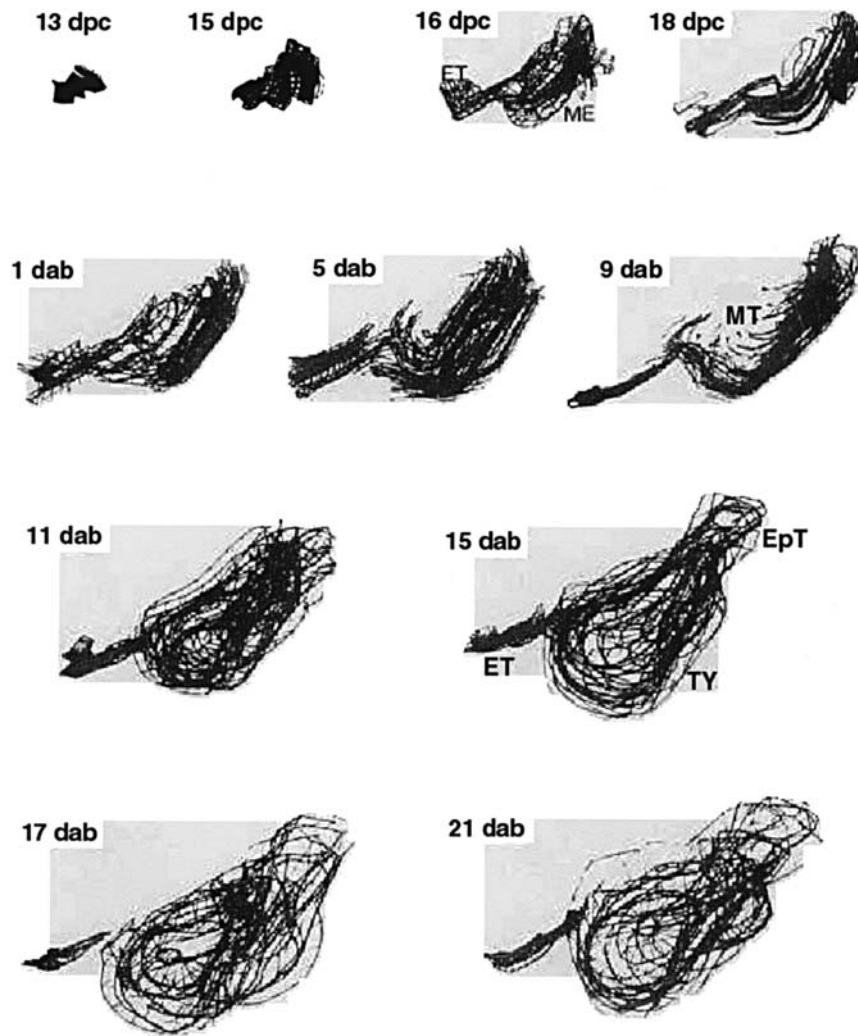 13 dpc
15 dpc
16 dpc
18 dpc
ET
ME
1 dab
5 dab
9 dab
MT
11 dab
15 dab
EpT
ET
TY
17 dab
21 dab